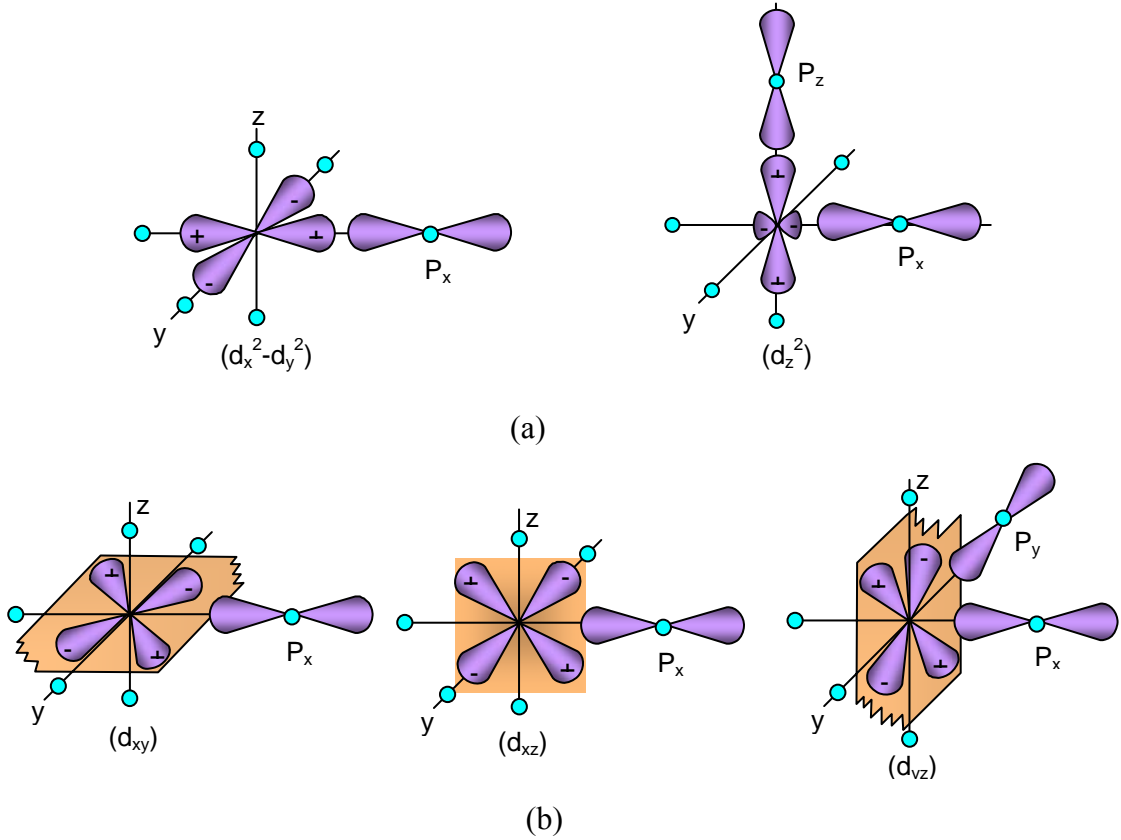 P_z
z
+
-
+
-
P_x
y
(d_x^2-d_y^2)
+
-
-
+
P_x
y
(d_z^2)
(a)
z
+
-
-
+
P_x
y
(d_xy)
z
+
-
-
+
P_x
y
(d_xz)
z
P_y
-
+
-
+
P_x
y
(d_yz)
(b)